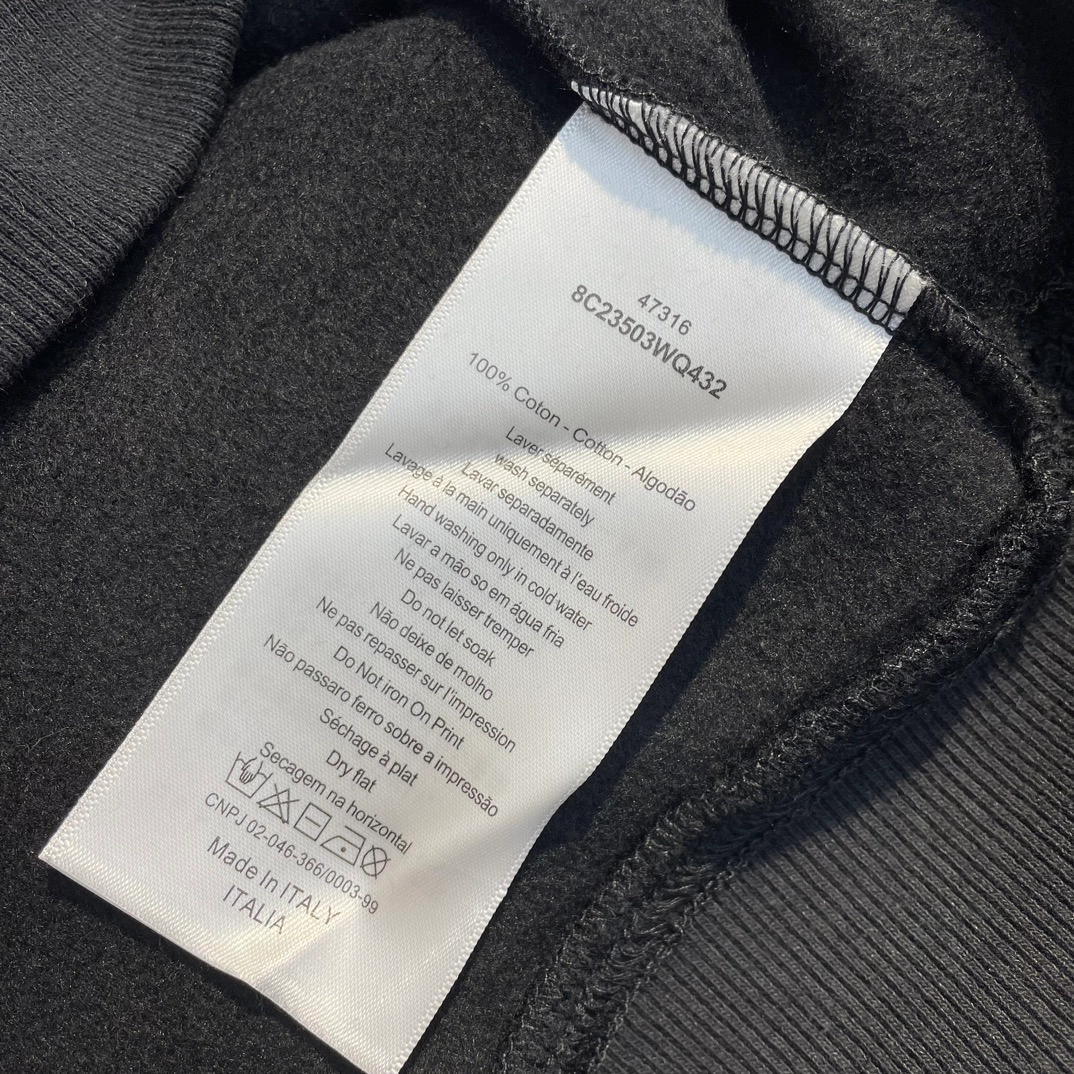 47316
8C23503WQ432
100% Coton - Cotton - Algodão
Laver séparément
wash separately
Lavar separadamente
Lavage à la main uniquement à l'eau froide
Hand washing only in cold water
Lavar a mão so em água fria
Ne pas laisser tremper
Do not let soak
Não deixe de molho
Ne pas repasser sur l'impression
Do Not iron On Print
Não passaro ferro sobre a impressão
Séchage à plat
Dry flat
Secagem na horizontal
CNPJ 02-046-366/0003-99
Made In ITALY
ITALIA